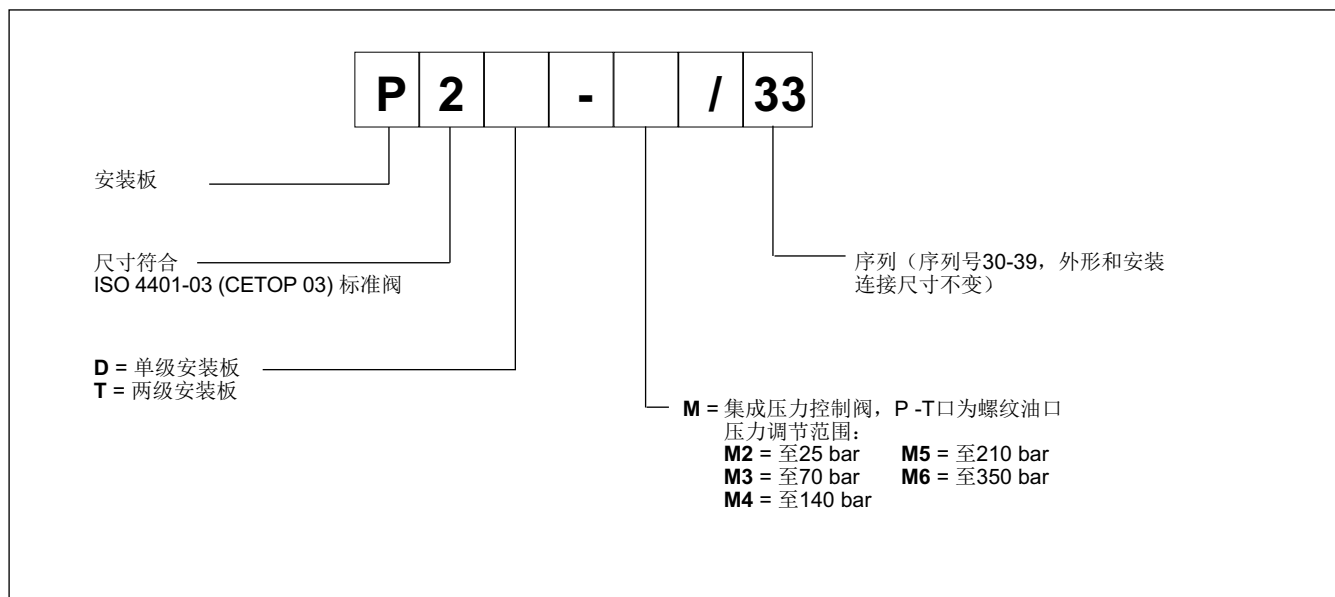 P 2 - / 33
安装板
尺寸符合
ISO 4401-03 (CETOP 03) 标准阀
序列（序列号30-39，外形和安装
连接尺寸不变）
D = 单级安装板
T = 两级安装板
M = 集成压力控制阀，P -T口为螺纹油口
压力调节范围：
M2 = 至25 bar M5 = 至210 bar
M3 = 至70 bar M6 = 至350 bar
M4 = 至140 bar